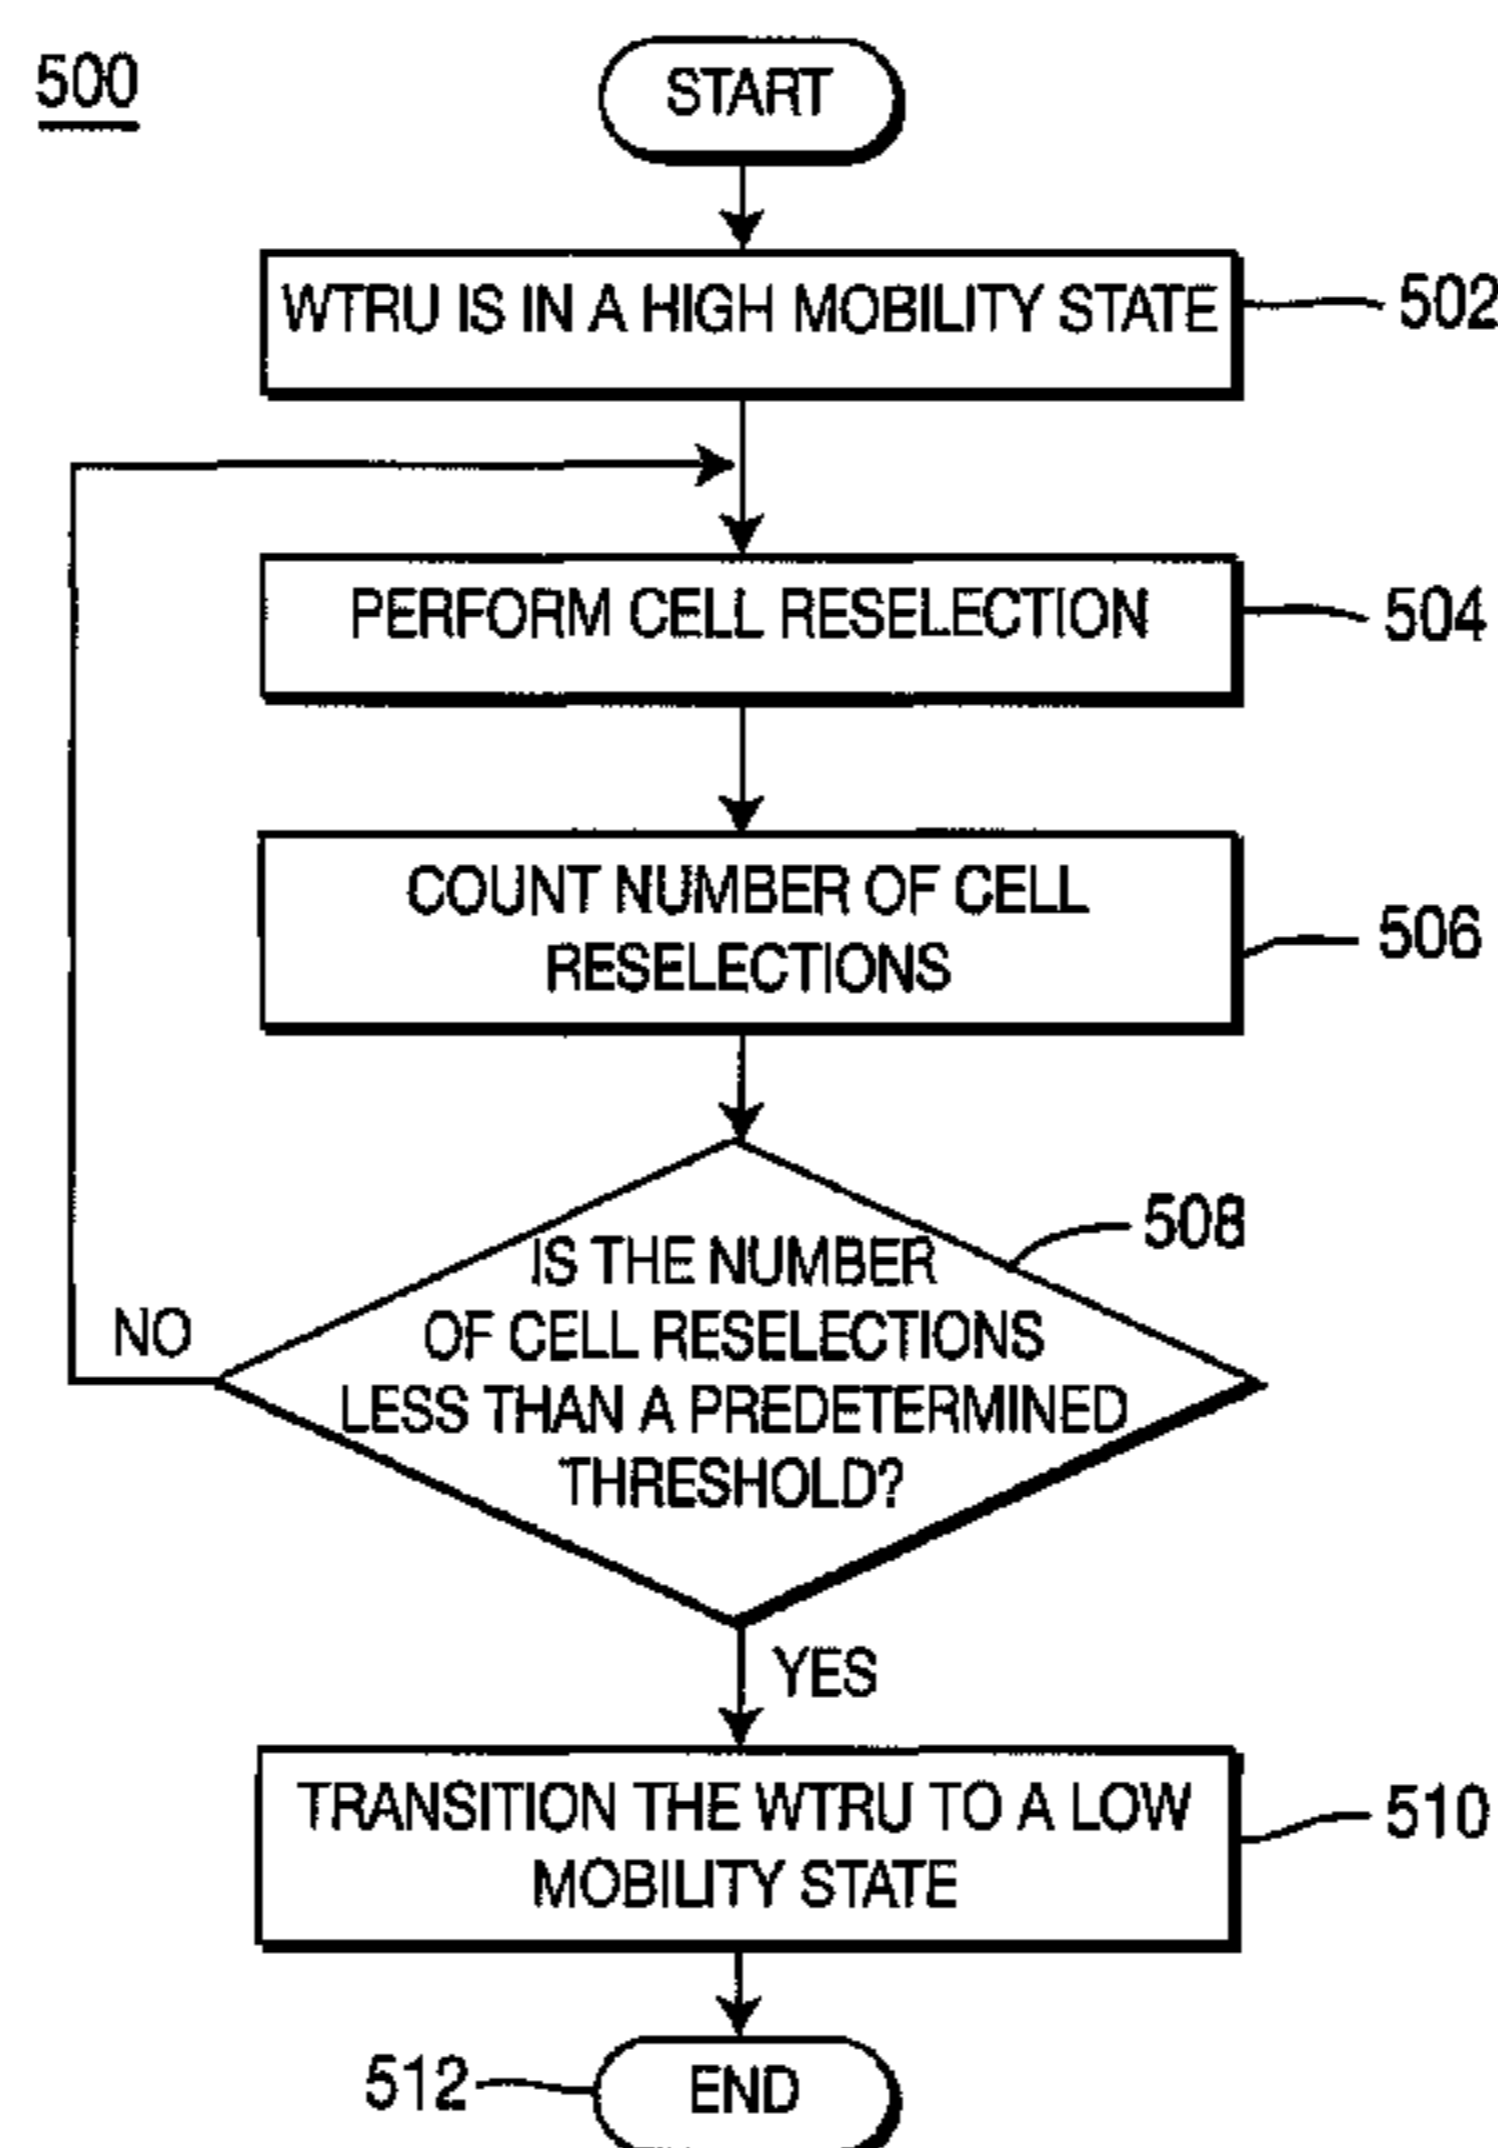 500
START
WTRU IS IN A HIGH MOBILITY STATE
502
PERFORM CELL RESELECTION
504
COUNT NUMBER OF CELL
RESELECTIONS
506
508
IS THE NUMBER
OF CELL RESELECTIONS
LESS THAN A PREDETERMINED
THRESHOLD?
NO
YES
TRANSITION THE WTRU TO A LOW
MOBILITY STATE
510
512
END